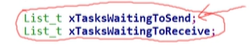 List_t xTasksWaitingToSend;
List_t xTasksWaitingToReceive;